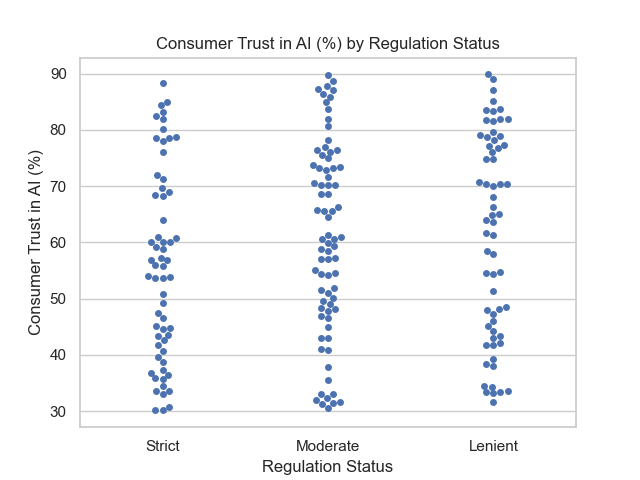 Consumer Trust in AI (%) by Regulation Status
90
80
70
60
50
40
30
Consumer Trust in AI (%)
Strict
Moderate
Lenient
Regulation Status